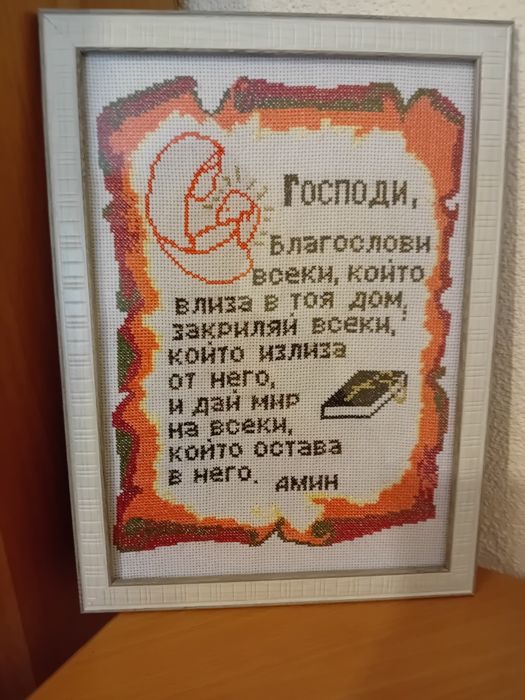 Господи,
Благослови
всеки, който
влиза в тоя дом,
закриляй всеки,
който излиза
от него,
и дай мир
на всеки,
който остава
в него. Амин